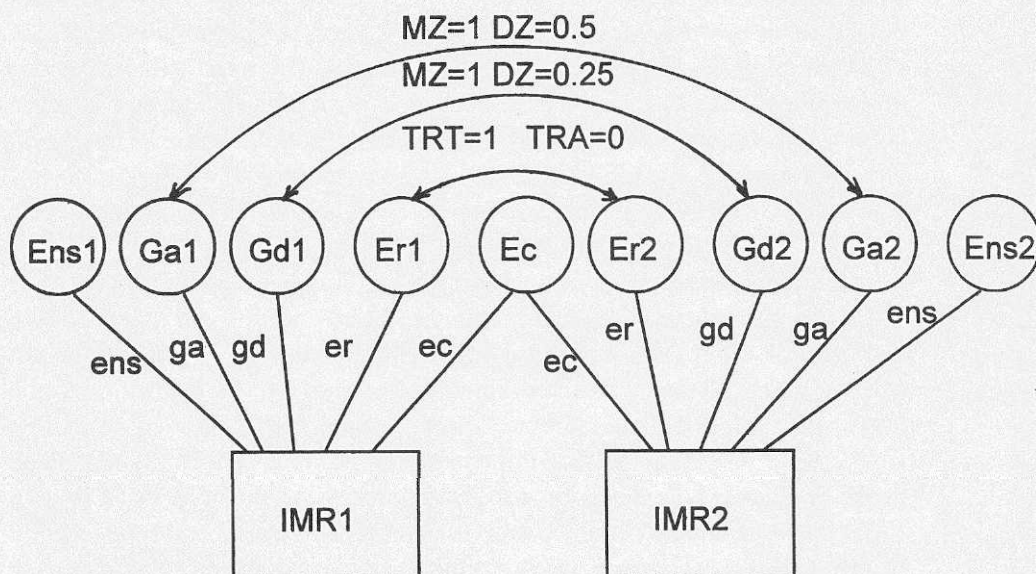 MZ=1 DZ=0.5
MZ=1 DZ=0.25
TRT=1 TRA=0
Ens1 Ga1 Gd1 Er1 Ec Er2 Gd2 Ga2 Ens2
ens ga gd er ec ec er gd ga ens
IMR1 IMR2